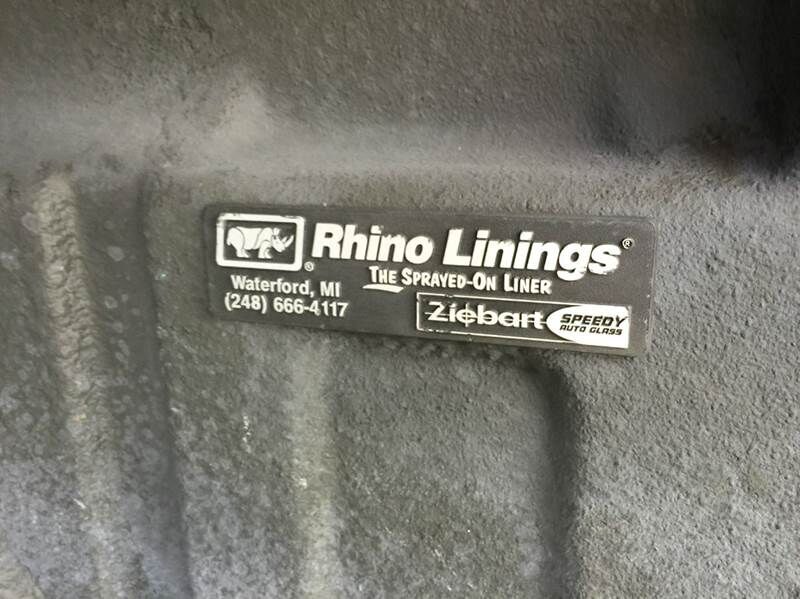 Rhino Linings®
®
THE SPRAYED-ON LINER
Waterford, MI
(248) 666-4117
Ziebart
SPEEDY
AUTO GLASS